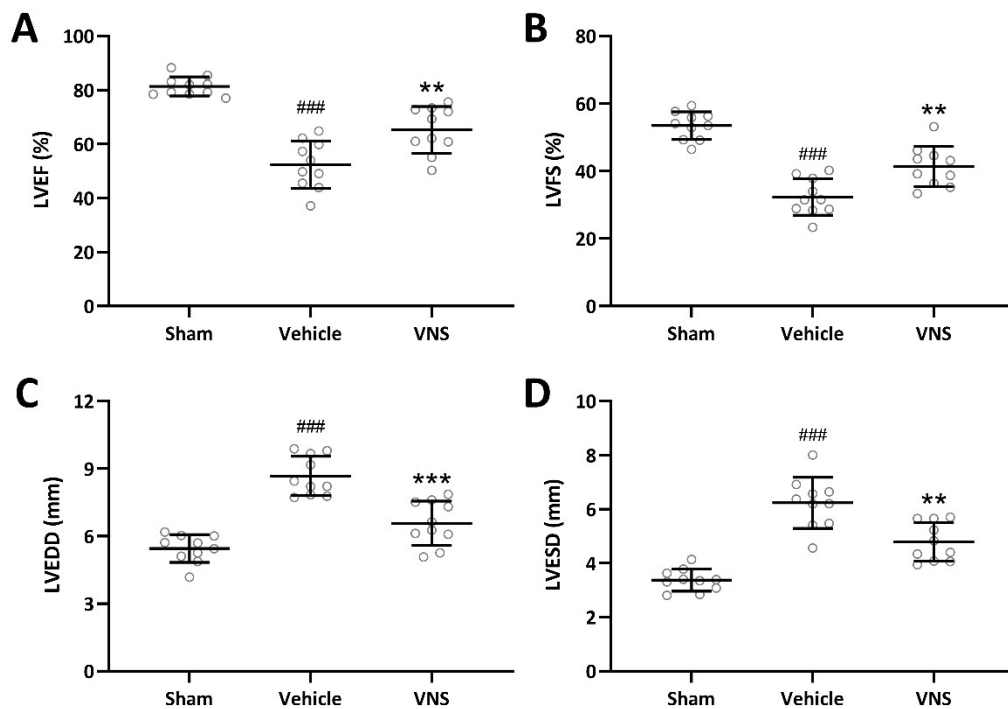 A
LVEF (%)
100
80
60
40
20
0
###
**
Sham Vehicle VNS
B
LVFS (%)
80
60
40
20
0
###
**
Sham Vehicle VNS
C
LVEDD (mm)
12
9
6
3
0
###
***
Sham Vehicle VNS
D
LVESD (mm)
10
8
6
4
2
0
###
**
Sham Vehicle VNS